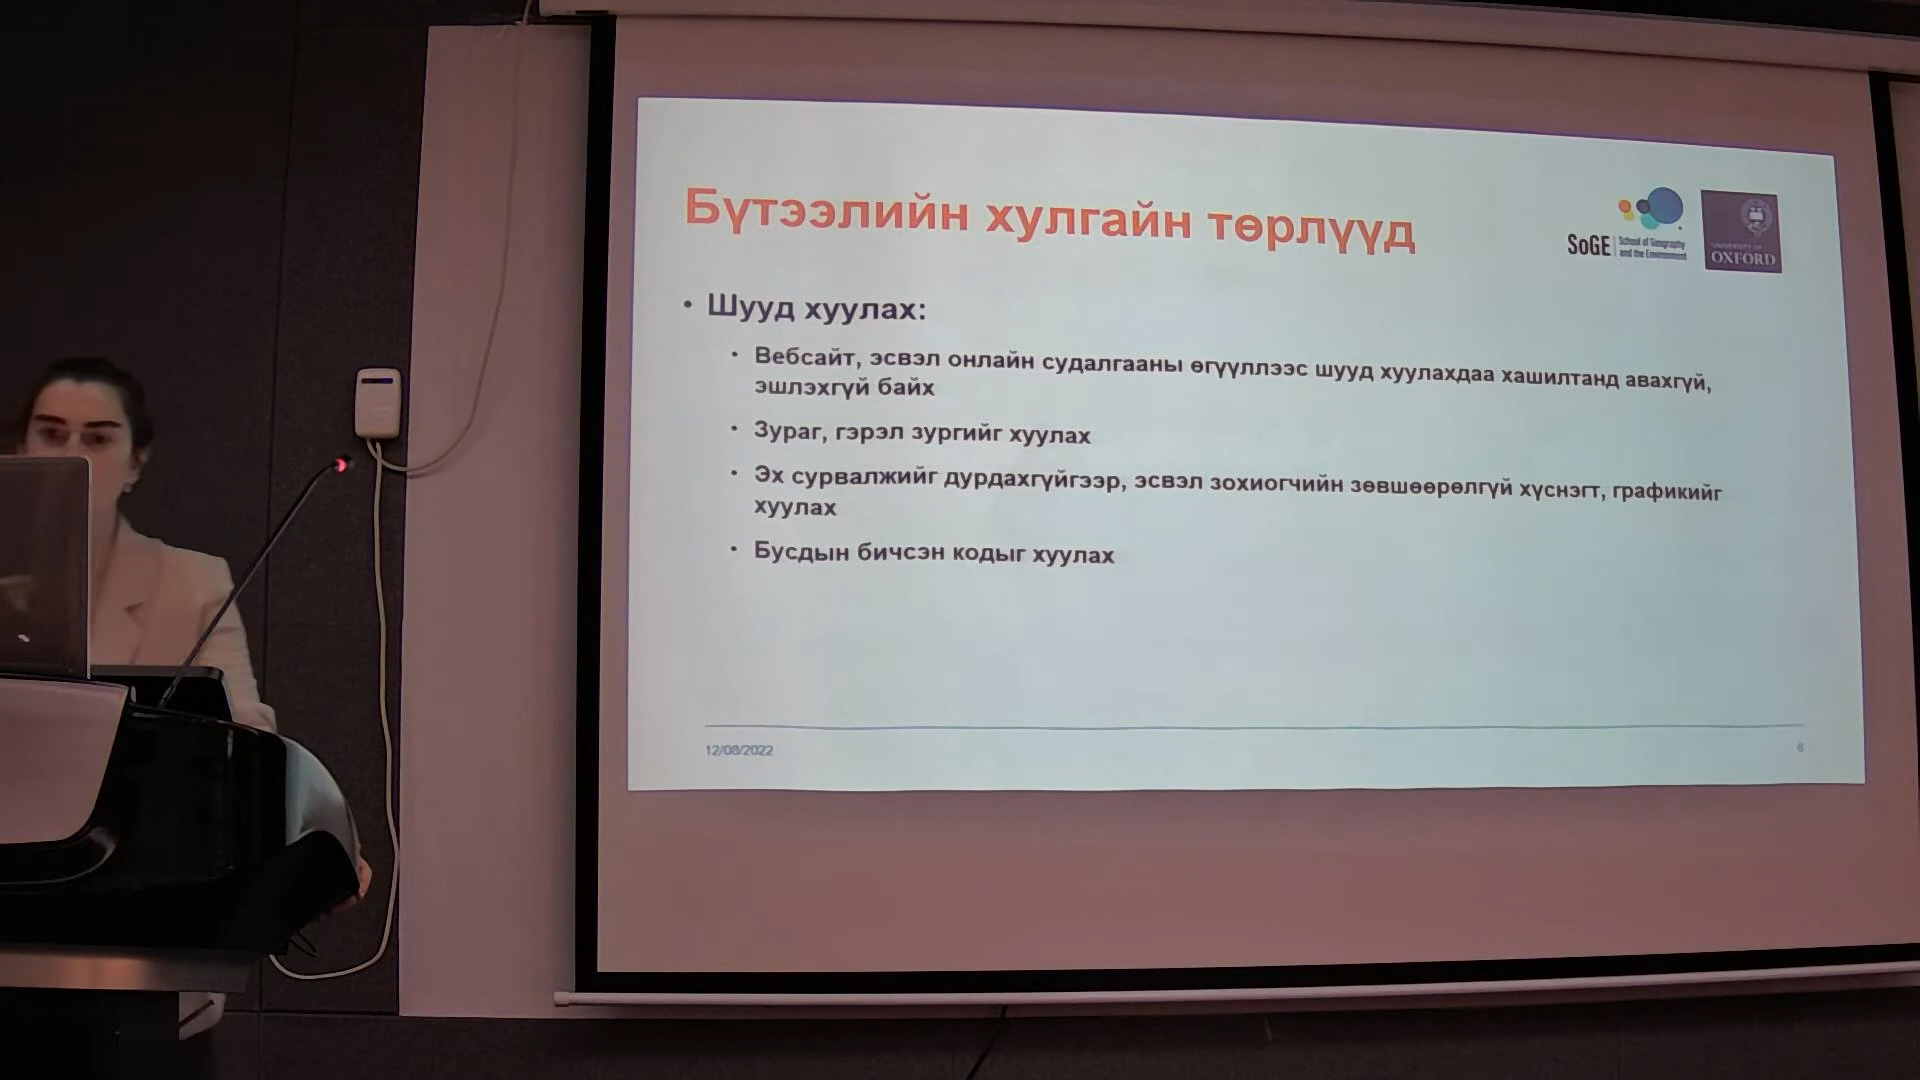 Бүтээлийн хулгайн төрлүүд
SoGE
School of Geography
and the Environment
UNIVERSITY OF
OXFORD
• Шууд хуулах:
• Вебсайт, эсвэл онлайн судалгааны өгүүллээс шууд хуулахдаа хашилтанд авахгүй,
эшлэхгүй байх
• Зураг, гэрэл зургийг хуулах
• Эх сурвалжийг дурдахгүйгээр, эсвэл зохиогчийн зөвшөөрөлгүй хүснэгт, графикийг
хуулах
• Бусдын бичсэн кодыг хуулах
12/08/2022
6